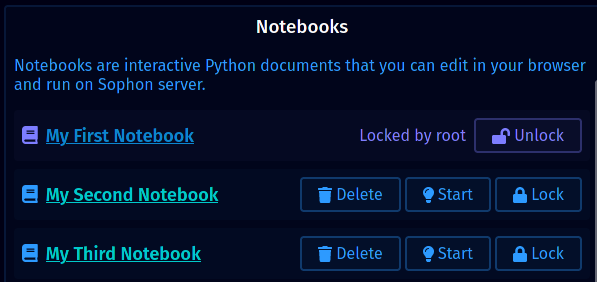 Notebooks
Notebooks are interactive Python documents that you can edit in your browser
and run on Sophon server.
My First Notebook Locked by root Unlock
My Second Notebook Delete Start Lock
My Third Notebook Delete Start Lock